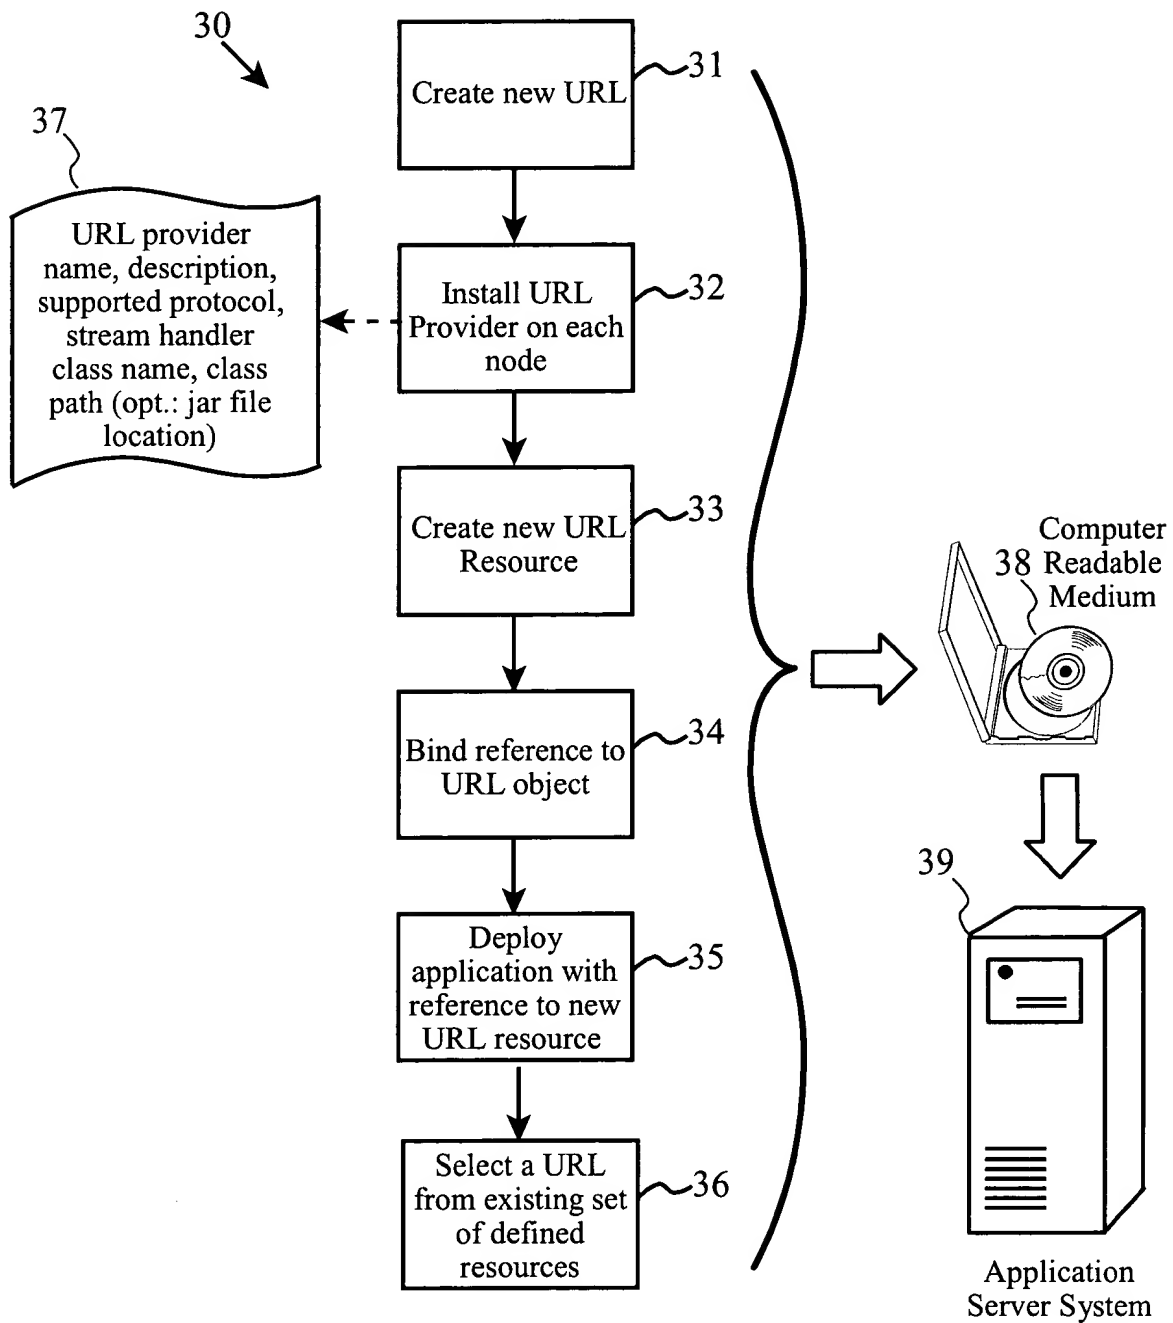 30
31
Create new URL
37
URL provider
name, description,
supported protocol,
stream handler
class name, class
path (opt.: jar file
location)
32
Install URL
Provider on each
node
33
Create new URL
Resource
34
Bind reference to
URL object
35
Deploy
application with
reference to new
URL resource
36
Select a URL
from existing set
of defined
resources
Computer
Readable
Medium
38
39
Application
Server System